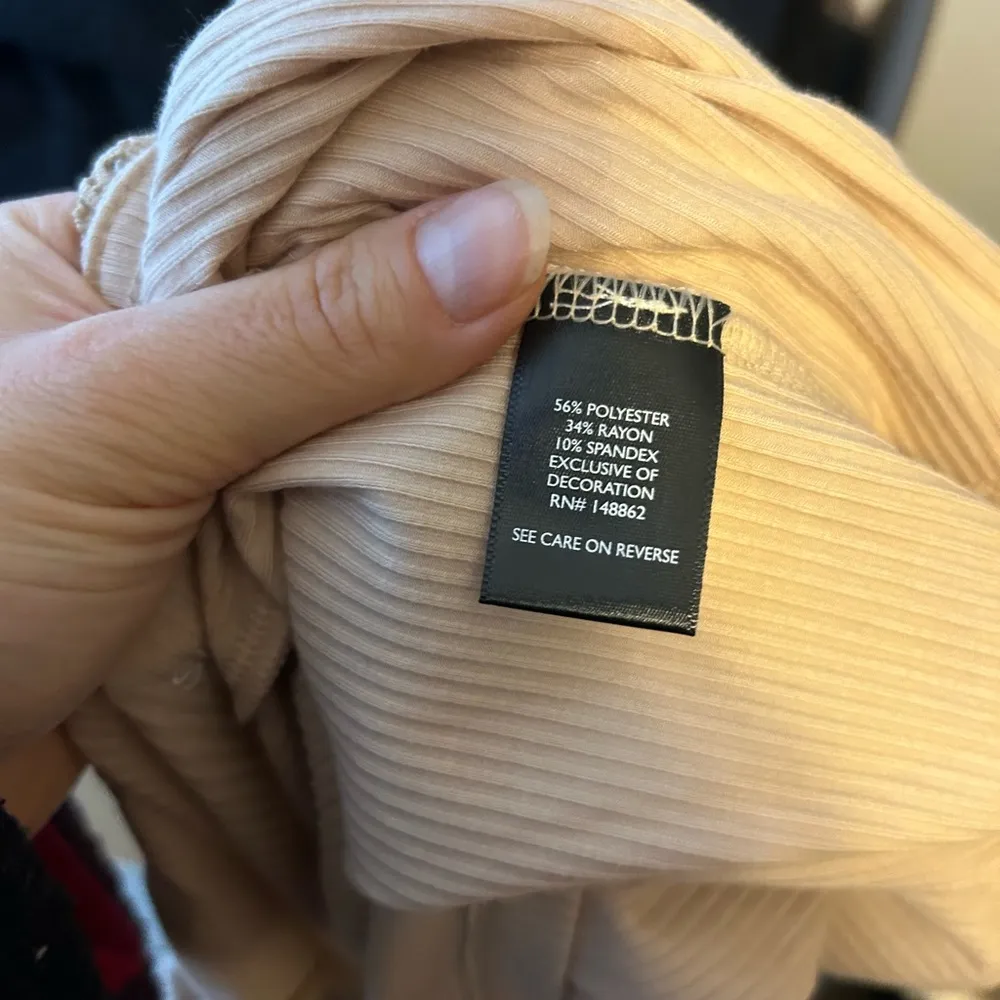 56% POLYESTER
34% RAYON
10% SPANDEX
EXCLUSIVE OF
DECORATION
RN# 148862
SEE CARE ON REVERSE